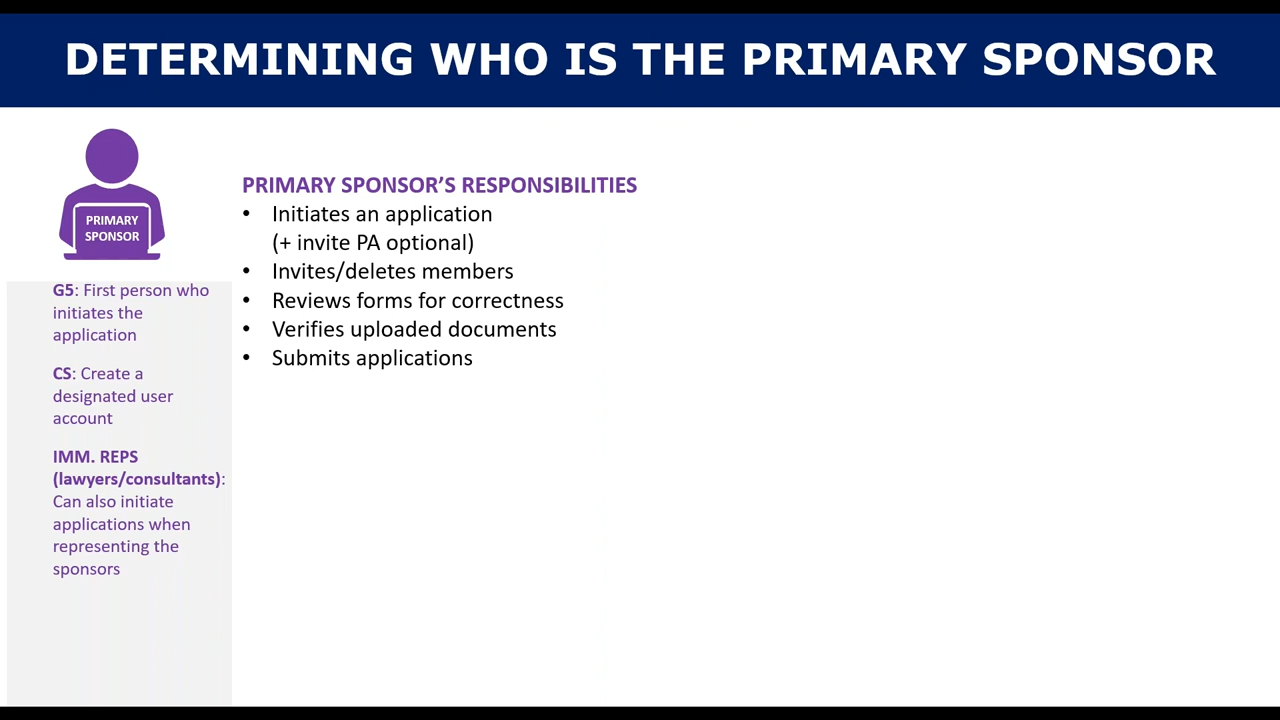 DETERMINING WHO IS THE PRIMARY SPONSOR
PRIMARY
SPONSOR
G5: First person who
initiates the
application
CS: Create a
designated user
account
IMM. REPS
(lawyers/consultants):
Can also initiate
applications when
representing the
sponsors
PRIMARY SPONSOR’S RESPONSIBILITIES
• Initiates an application
(+ invite PA optional)
• Invites/deletes members
• Reviews forms for correctness
• Verifies uploaded documents
• Submits applications